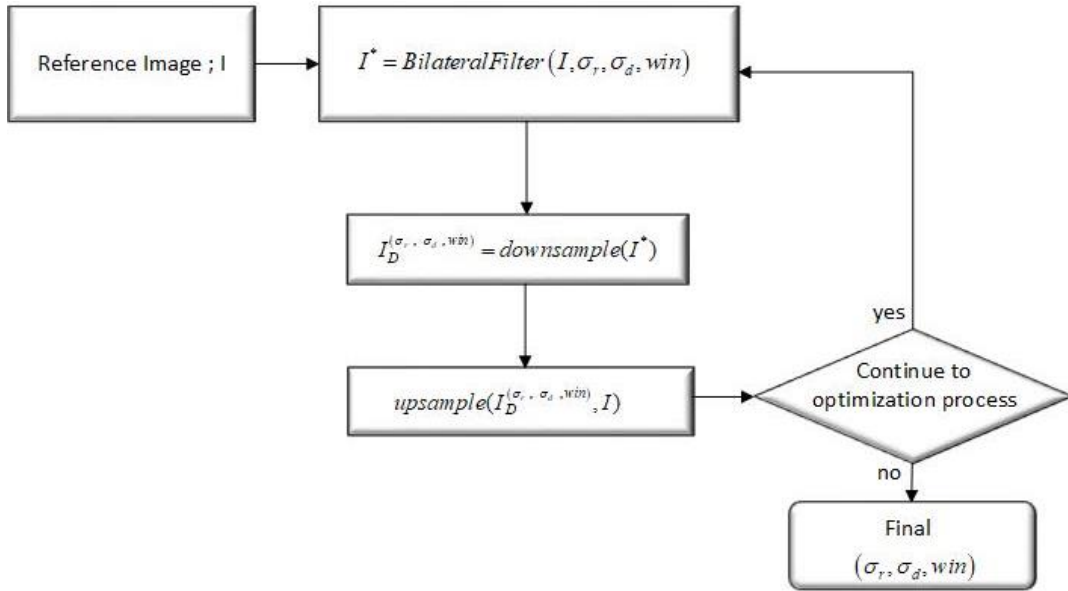 Reference Image ; I
I* = BilateralFilter(I, σr, σd, win)
I_D^(σr, σd, win) = downsample(I*)
upsample(I_D^(σr, σd, win), I)
yes
Continue to
optimization process
no
Final
(σr, σd, win)